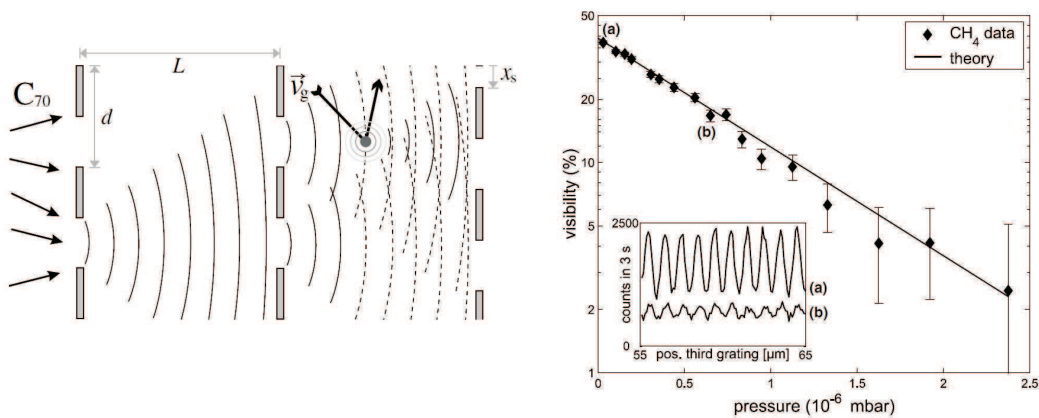 L
C70
d
v⃗g
xs
50
20
10
5
2
1
visibility (%)
(a)
(b)
CH4 data
theory
2500
counts in 3 s
0
55
pos. third grating [μm]
65
(a)
(b)
0
0.5
1
1.5
2
2.5
pressure (10-6 mbar)